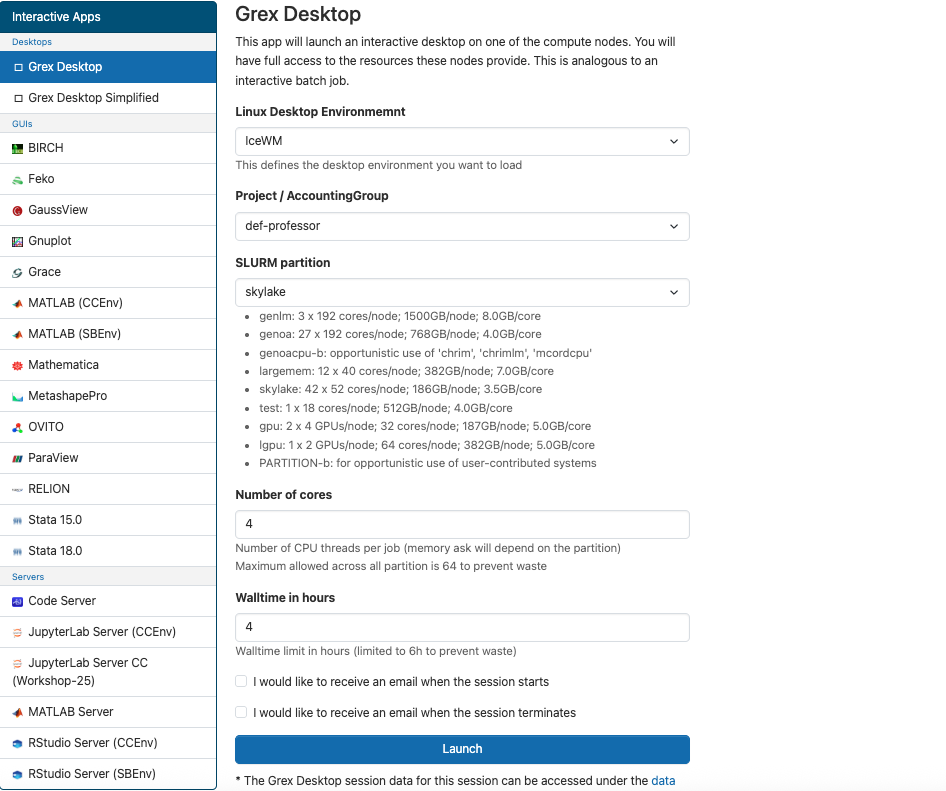 Interactive Apps
Desktops
Grex Desktop
Grex Desktop Simplified
GUIs
BIRCH
Feko
GaussView
Gnuplot
Grace
MATLAB (CCEnv)
MATLAB (SBEnv)
Mathematica
MetashapePro
OVITO
ParaView
RELION
Stata 15.0
Stata 18.0
Servers
Code Server
JupyterLab Server (CCEnv)
JupyterLab Server CC
(Workshop-25)
MATLAB Server
RStudio Server (CCEnv)
RStudio Server (SBEnv)
Grex Desktop
This app will launch an interactive desktop on one of the compute nodes. You will
have full access to the resources these nodes provide. This is analogous to an
interactive batch job.
Linux Desktop Environmemnt
IceWM
This defines the desktop environment you want to load
Project / AccountingGroup
def-professor
SLURM partition
skylake
• genlm: 3 x 192 cores/node; 1500GB/node; 8.0GB/core
• genoa: 27 x 192 cores/node; 768GB/node; 4.0GB/core
• genoacpu-b: opportunistic use of 'chrim', 'chrimlm', 'mcordcpu'
• largemem: 12 x 40 cores/node; 382GB/node; 7.0GB/core
• skylake: 42 x 52 cores/node; 186GB/node; 3.5GB/core
• test: 1 x 18 cores/node; 512GB/node; 4.0GB/core
• gpu: 2 x 4 GPUs/node; 32 cores/node; 187GB/node; 5.0GB/core
• lgpu: 1 x 2 GPUs/node; 64 cores/node; 382GB/node; 5.0GB/core
• PARTITION-b: for opportunistic use of user-contributed systems
Number of cores
4
Number of CPU threads per job (memory ask will depend on the partition)
Maximum allowed across all partition is 64 to prevent waste
Walltime in hours
4
Walltime limit in hours (limited to 6h to prevent waste)
I would like to receive an email when the session starts
I would like to receive an email when the session terminates
Launch
* The Grex Desktop session data for this session can be accessed under the data